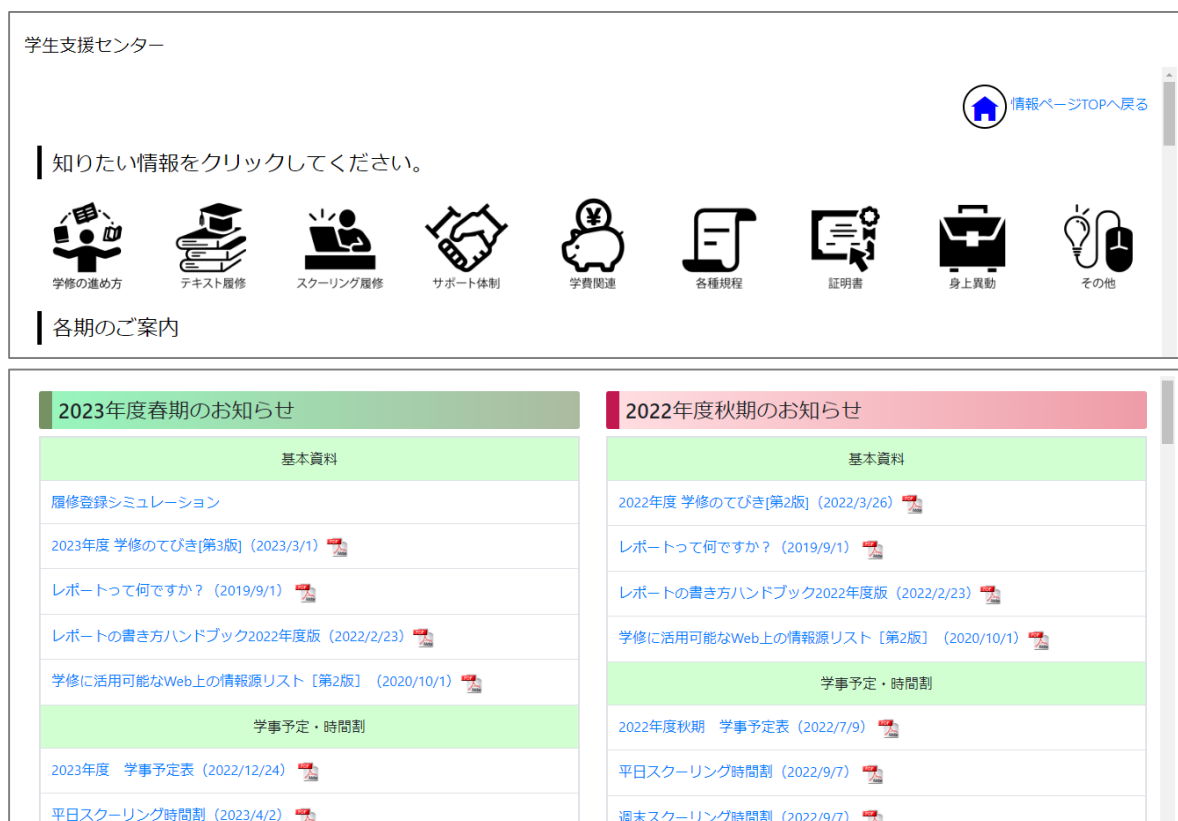 学生支援センター
情報ページTOPへ戻る
知りたい情報をクリックしてください。
学修の進め方
テキスト履修
スクーリング履修
サポート体制
学費関連
各種規程
証明書
身上異動
その他
各期のご案内
2023年度春期のお知らせ
基本資料
履修登録シミュレーション
2023年度 学修のてびき[第3版]（2023/3/1）
レポートって何ですか？（2019/9/1）
レポートの書き方ハンドブック2022年度版（2022/2/23）
学修に活用可能なWeb上の情報源リスト［第2版］（2020/10/1）
学事予定・時間割
2023年度　学事予定表（2022/12/24）
平日スクーリング時間割（2023/4/2）
2022年度秋期のお知らせ
基本資料
2022年度 学修のてびき[第2版]（2022/3/26）
レポートって何ですか？（2019/9/1）
レポートの書き方ハンドブック2022年度版（2022/2/23）
学修に活用可能なWeb上の情報源リスト［第2版］（2020/10/1）
学事予定・時間割
2022年度秋期　学事予定表（2022/7/9）
平日スクーリング時間割（2022/9/7）
週末スクーリング時間割（2022/9/7）